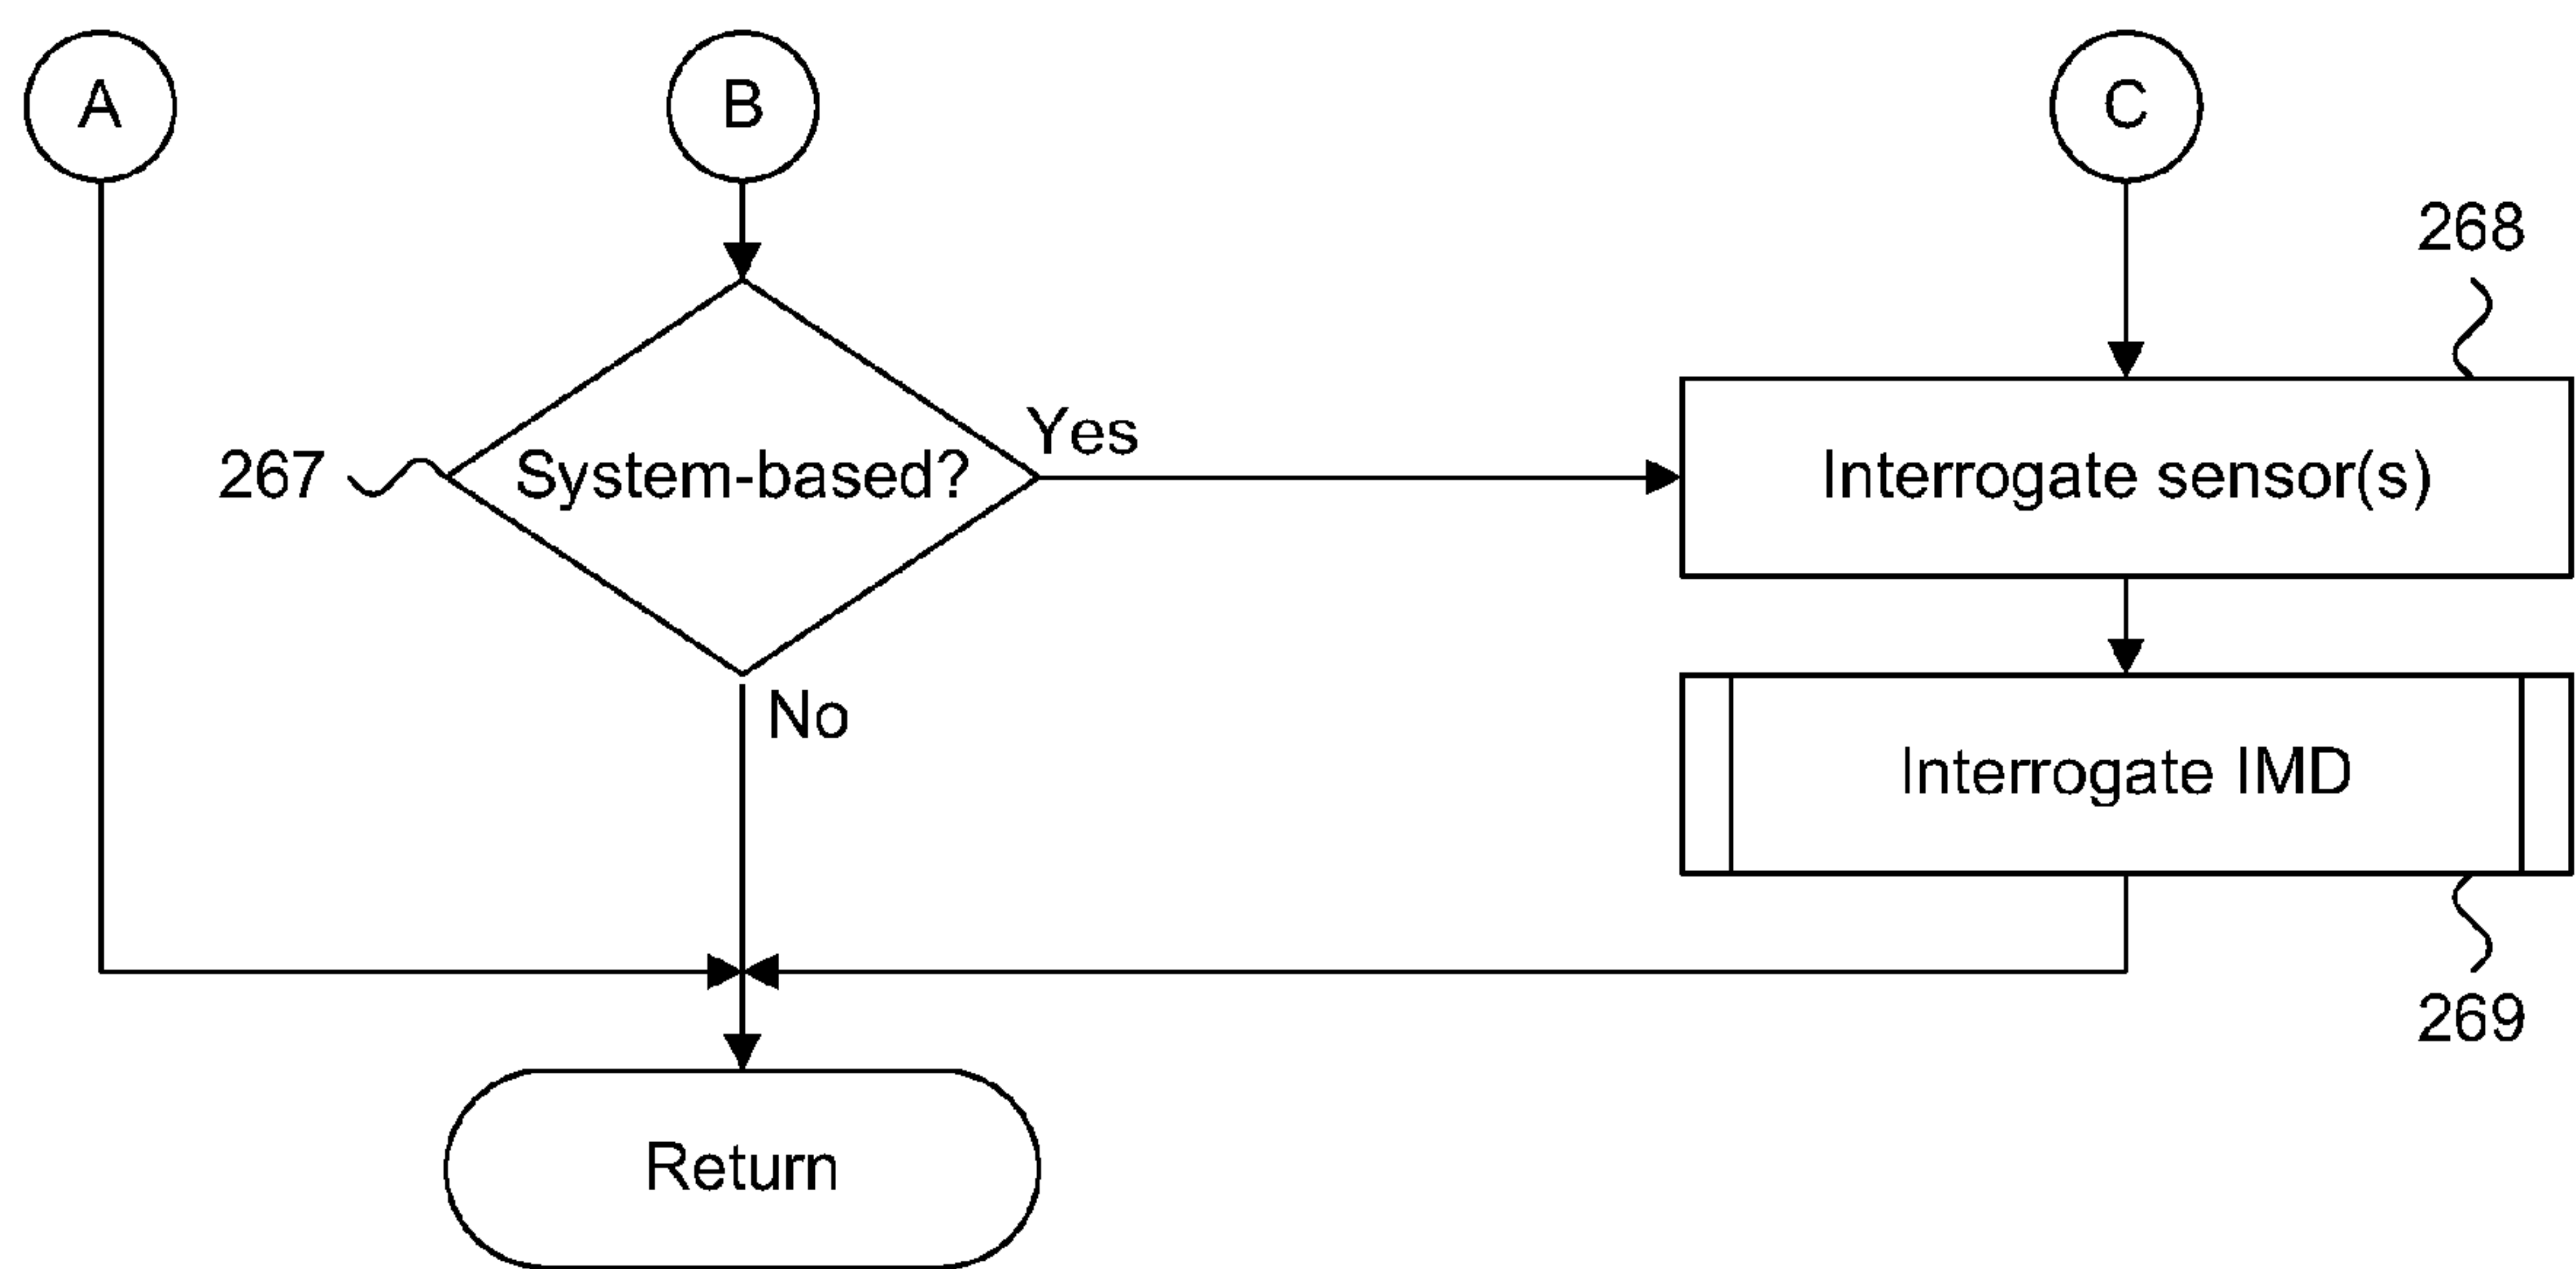 A
B
C
268
Yes
267
System-based?
Interrogate sensor(s)
No
Interrogate IMD
269
Return